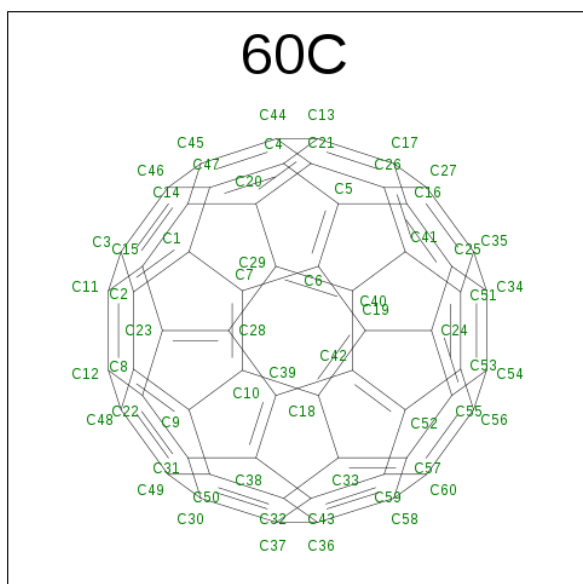 60C
C44 C13
C45 C4 C21 C17
C46 C47 C26 C27
C14 C20 C5 C16
C3 C15 C1 C41 C25 C35
C29 C6
C11 C2 C7 C40 C51 C34
C19
C23 C28 C24
C12 C8 C39 C42 C53 C54
C48 C22 C9 C10 C18 C52 C55 C56
C31 C57
C49 C50 C38 C33 C59 C60
C30 C32 C43 C58
C37 C36